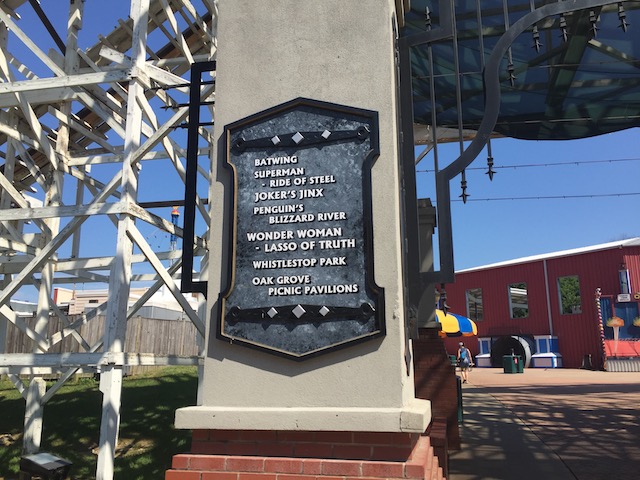 BATWING
SUPERMAN
- RIDE OF STEEL
JOKER'S JINX
PENGUIN'S
BLIZZARD RIVER
WONDER WOMAN
- LASSO OF TRUTH
WHISTLESTOP PARK
OAK GROVE
PICNIC PAVILIONS